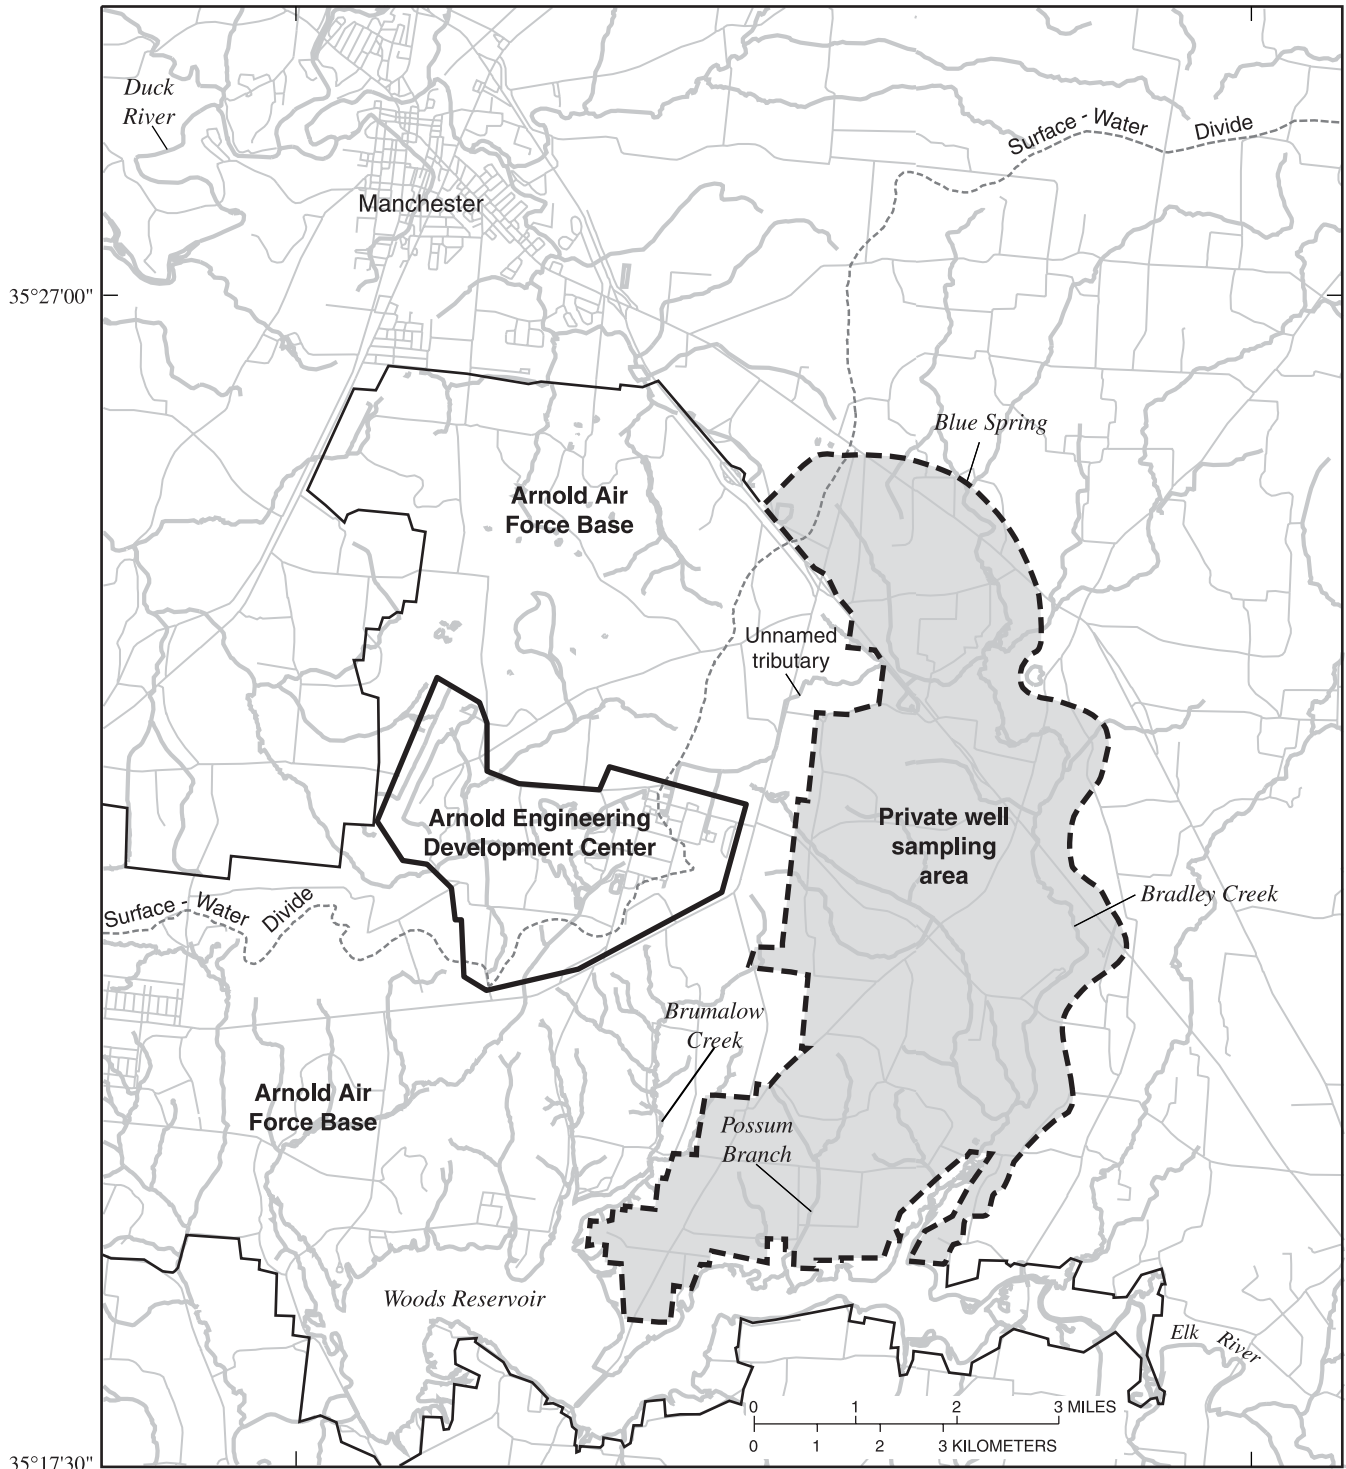 Duck
River
Surface - Water Divide
Manchester
35°27'00"
Blue Spring
Arnold Air
Force Base
Unnamed
tributary
Arnold Engineering
Development Center
Private well
sampling
area
Bradley Creek
Surface - Water Divide
Brumalow
Creek
Arnold Air
Force Base
Possum
Branch
Woods Reservoir
Elk River
0 1 2 3 MILES
0 1 2 3 KILOMETERS
35°17'30"